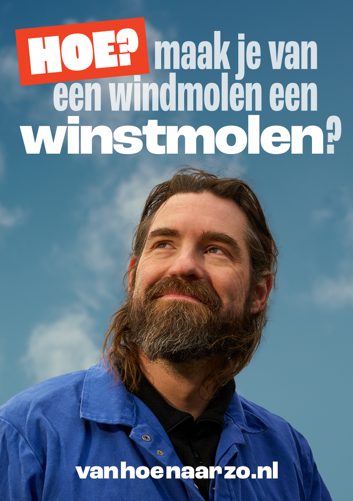 HOE? maak je van
een windmolen een
winstmolen?
vanhoenaarzo.nl